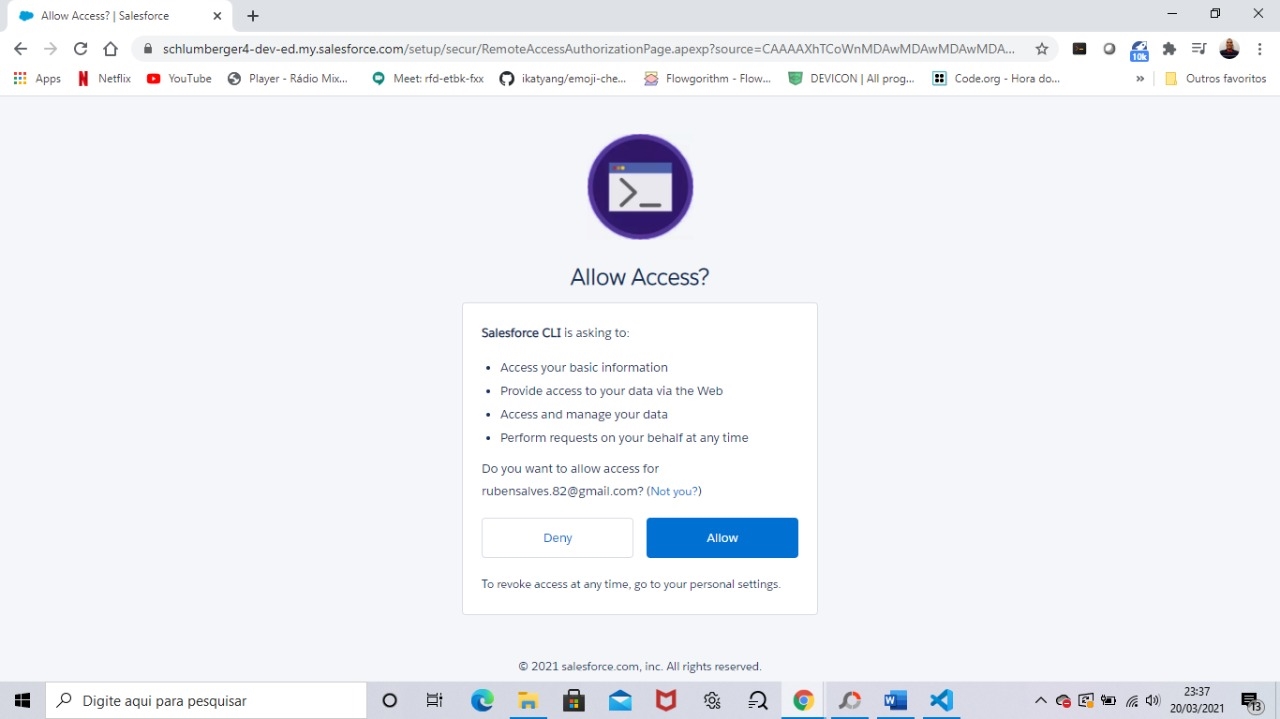 Allow Access? | Salesforce
schlumberger4-dev-ed.my.salesforce.com/setup/secur/RemoteAccessAuthorizationPage.apexp?source=CAAAAXhTCoWnMDAwMDAwMDAwMDA...
10k
Apps
Netflix
YouTube
Player - Rádio Mix...
Meet: rfd-etbk-fxx
ikatyang/emoji-che...
Flowgorithm - Flow...
DEVICON | All prog...
Code.org - Hora do...
»
Outros favoritos
>_
Allow Access?
Salesforce CLI is asking to:
• Access your basic information
• Provide access to your data via the Web
• Access and manage your data
• Perform requests on your behalf at any time
Do you want to allow access for
rubensalves.82@gmail.com? (Not you?)
Deny
Allow
To revoke access at any time, go to your personal settings.
© 2021 salesforce.com, inc. All rights reserved.
Digite aqui para pesquisar
23:37
20/03/2021
13